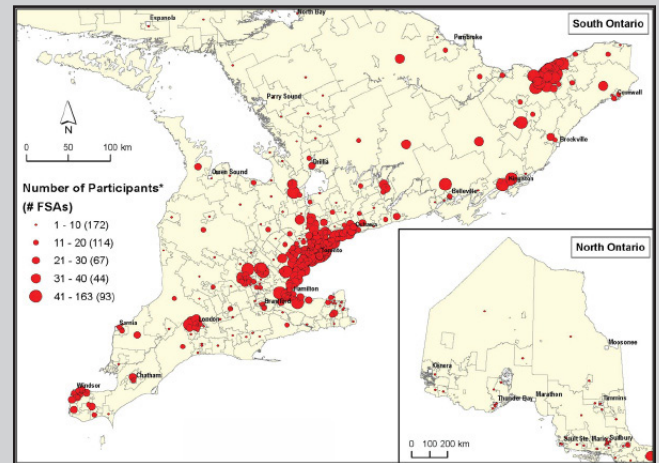 North Bay
Espanola
South Ontario
Pembroke
Parry Sound
Cornwall
N
0 50 100 km
Brockville
Owen Sound
Orillia
Kingston
Belleville
Number of Participants*
(# FSAs)
1 - 10 (172)
11 - 20 (114)
21 - 30 (67)
31 - 40 (44)
41 - 163 (93)
Oshawa
Toronto
Hamilton
Brantford
London
Sarnia
Chatham
Windsor
North Ontario
Moosonee
Kenora
Thunder Bay
Marathon
Timmins
Sault Ste. Marie
Sudbury
0 100 200 km